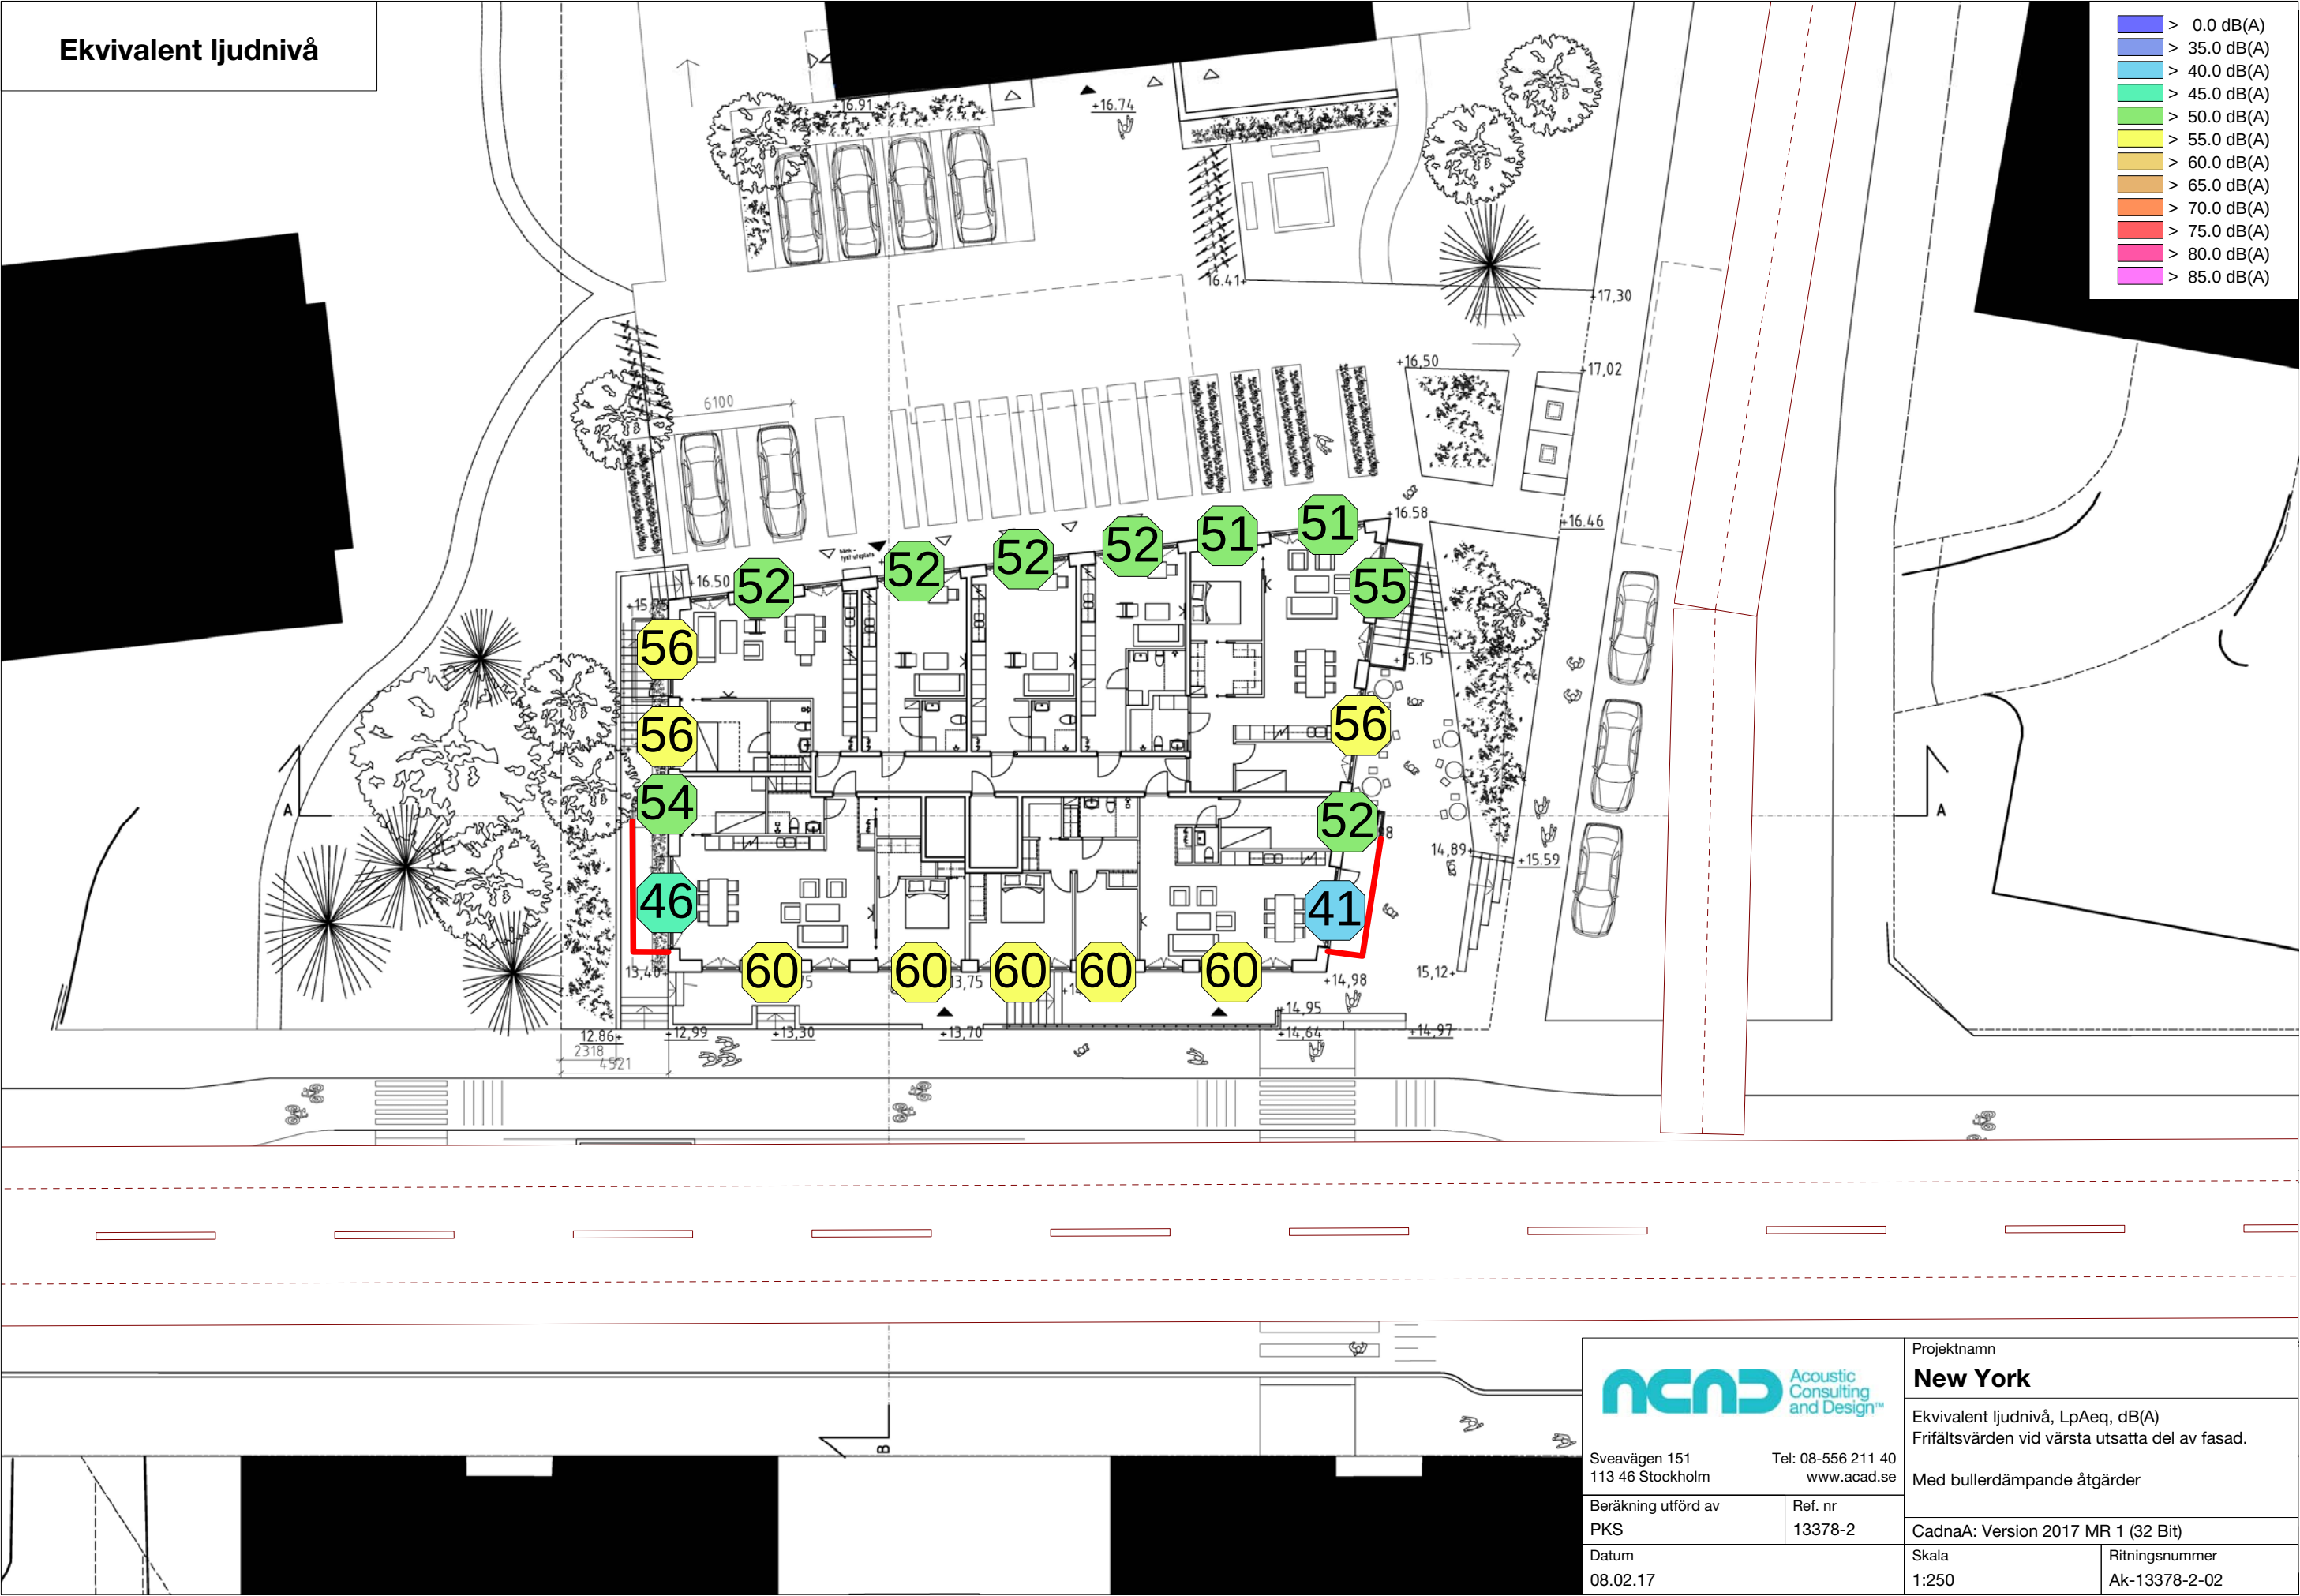 Ekvivalent ljudnivå
> 0.0 dB(A)
> 35.0 dB(A)
> 40.0 dB(A)
> 45.0 dB(A)
> 50.0 dB(A)
> 55.0 dB(A)
> 60.0 dB(A)
> 65.0 dB(A)
> 70.0 dB(A)
> 75.0 dB(A)
> 80.0 dB(A)
> 85.0 dB(A)
+16.91
+16.74
16.41+
+17,30
+16,50
+17,02
6100
+16.58
+16.46
51
51
52
52
52
52
55
+16.50
56
56
56
+15.15
54
52
A
A
14,89+
+15.59
46
41
60
60
60
60
60
13,40+
13,75
15,12+
+14,98
+14,95
12.86+
+12,99
+13,30
+13,70
+14,64
+14,97
2318
4521
B
NCND
Acoustic
Consulting
and Design™
Sveavägen 151
Tel: 08-556 211 40
113 46 Stockholm
www.acad.se
Beräkning utförd av
PKS
Ref. nr
13378-2
Datum
08.02.17
Projektnamn
New York
Ekvivalent ljudnivå, LpAeq, dB(A)
Frifältsvärden vid värsta utsatta del av fasad.
Med bullerdämpande åtgärder
CadnaA: Version 2017 MR 1 (32 Bit)
Skala
1:250
Ritningsnummer
Ak-13378-2-02